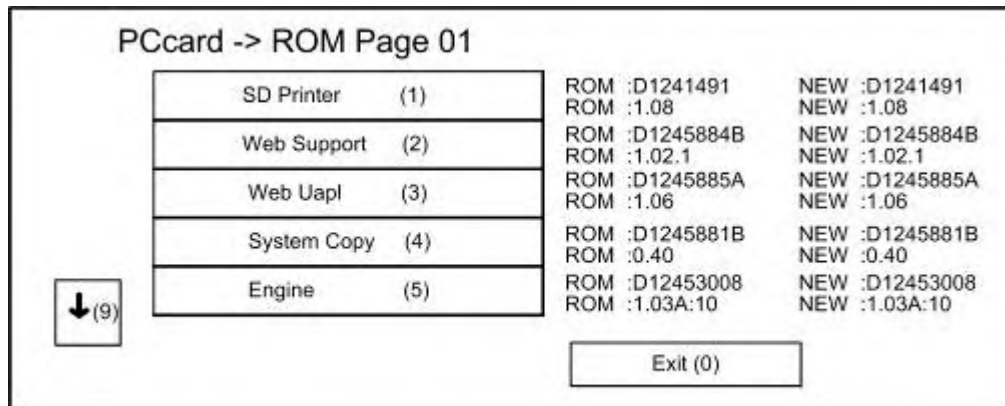 PCcard -> ROM Page 01
SD Printer (1) ROM :D1241491 NEW :D1241491
ROM :1.08 NEW :1.08
Web Support (2) ROM :D1245884B NEW :D1245884B
ROM :1.02.1 NEW :1.02.1
Web Uapl (3) ROM :D1245885A NEW :D1245885A
ROM :1.06 NEW :1.06
System Copy (4) ROM :D1245881B NEW :D1245881B
ROM :0.40 NEW :0.40
Engine (5) ROM :D12453008 NEW :D12453008
ROM :1.03A:10 NEW :1.03A:10
↓(9)
Exit (0)